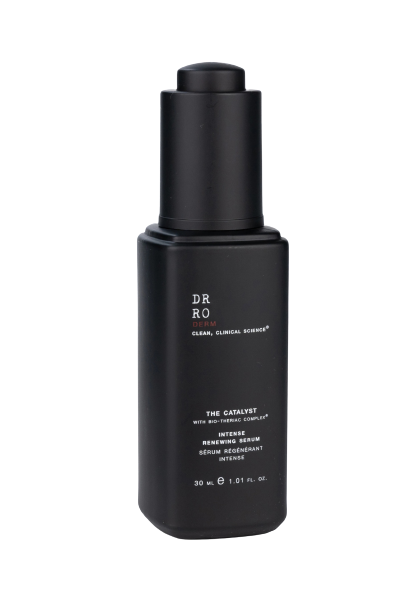 DR
RO
DERM
CLEAN, CLINICAL SCIENCE®
THE CATALYST
WITH BIO-THERIAC COMPLEX®
INTENSE
RENEWING SERUM
SÉRUM RÉGÉNÉRANT
INTENSE
30 ML ℮ 1.01 FL. OZ.